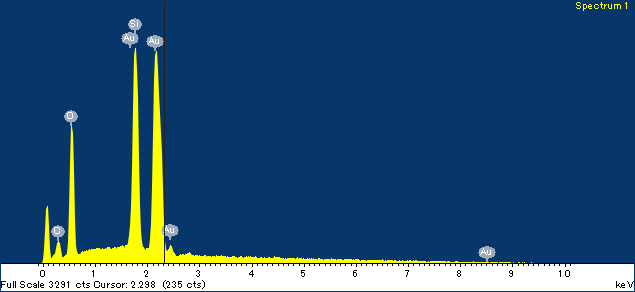 Spectrum 1
Si
Au Au
O
O Au Au
0 1 2 3 4 5 6 7 8 9 10
Full Scale 3291 cts Cursor: 2.298 (235 cts) keV